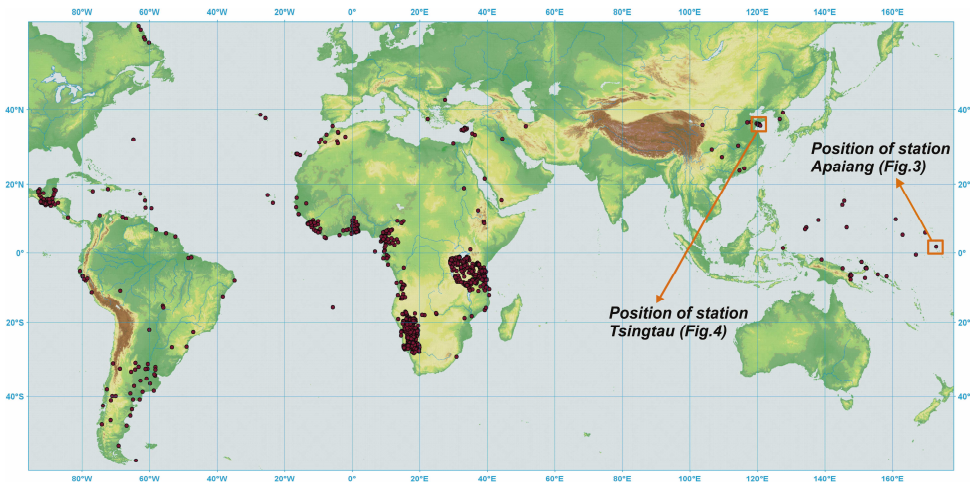 80°W 60°W 40°W 20°W 0° 20°E 40°E 60°E 80°E 100°E 120°E 140°E 160°E
40°N 40°
20°N 20°
0° 0°
20°S 20°
40°S 40°
Position of station
Apaiang (Fig.3)
Position of station
Tsingtau (Fig.4)
80°W 60°W 40°W 20°W 0° 20°E 40°E 60°E 80°E 100°E 120°E 140°E 160°E